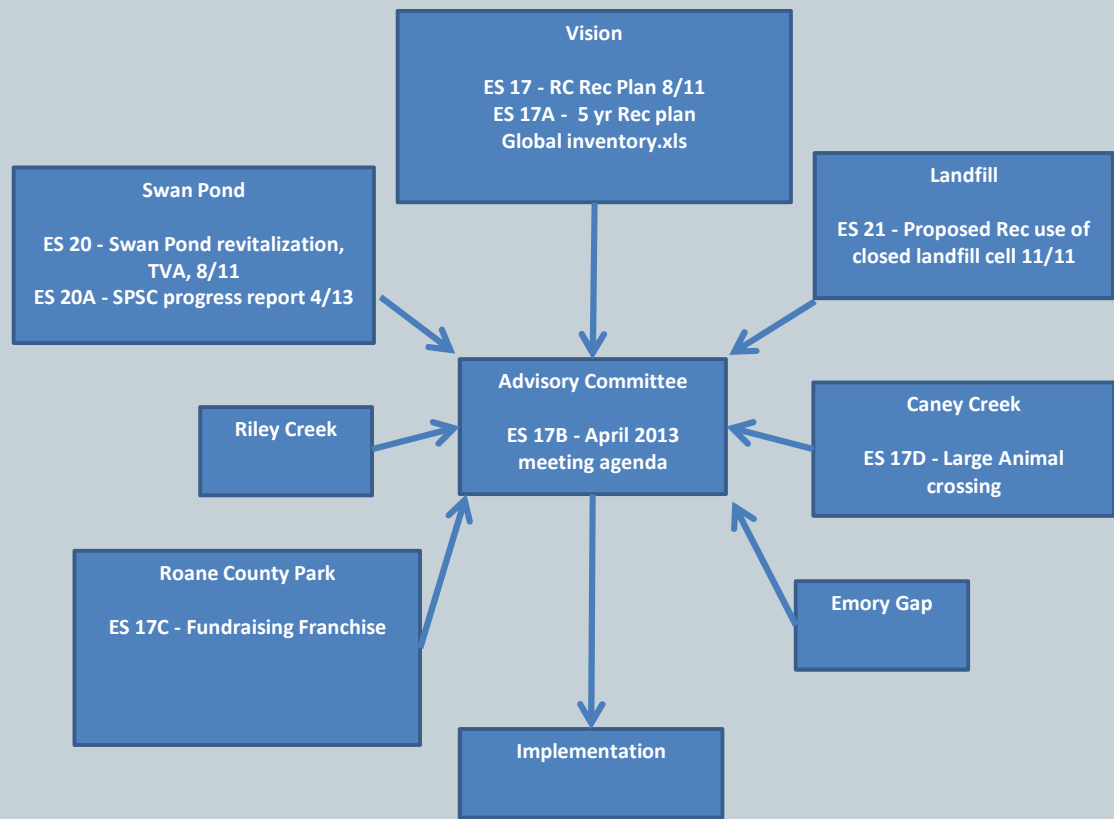 Vision
ES 17 - RC Rec Plan 8/11
ES 17A - 5 yr Rec plan
Global inventory.xls
Swan Pond
ES 20 - Swan Pond revitalization,
TVA, 8/11
ES 20A - SPSC progress report 4/13
Landfill
ES 21 - Proposed Rec use of
closed landfill cell 11/11
Advisory Committee
ES 17B - April 2013
meeting agenda
Riley Creek
Caney Creek
ES 17D - Large Animal
crossing
Roane County Park
ES 17C - Fundraising Franchise
Emory Gap
Implementation